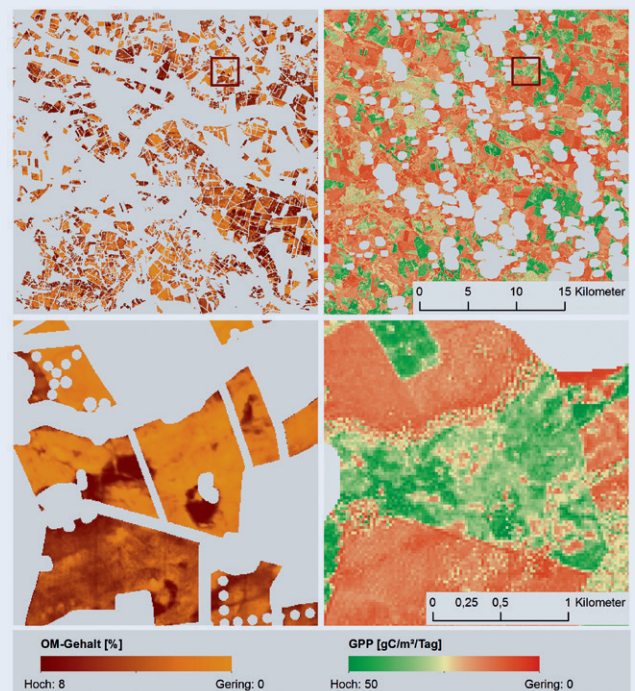 0 5 10 15 Kilometer
0 0,25 0,5 1 Kilometer
OM-Gehalt [%]
Hoch: 8 Gering: 0
GPP [gC/m²/Tag]
Hoch: 50 Gering: 0